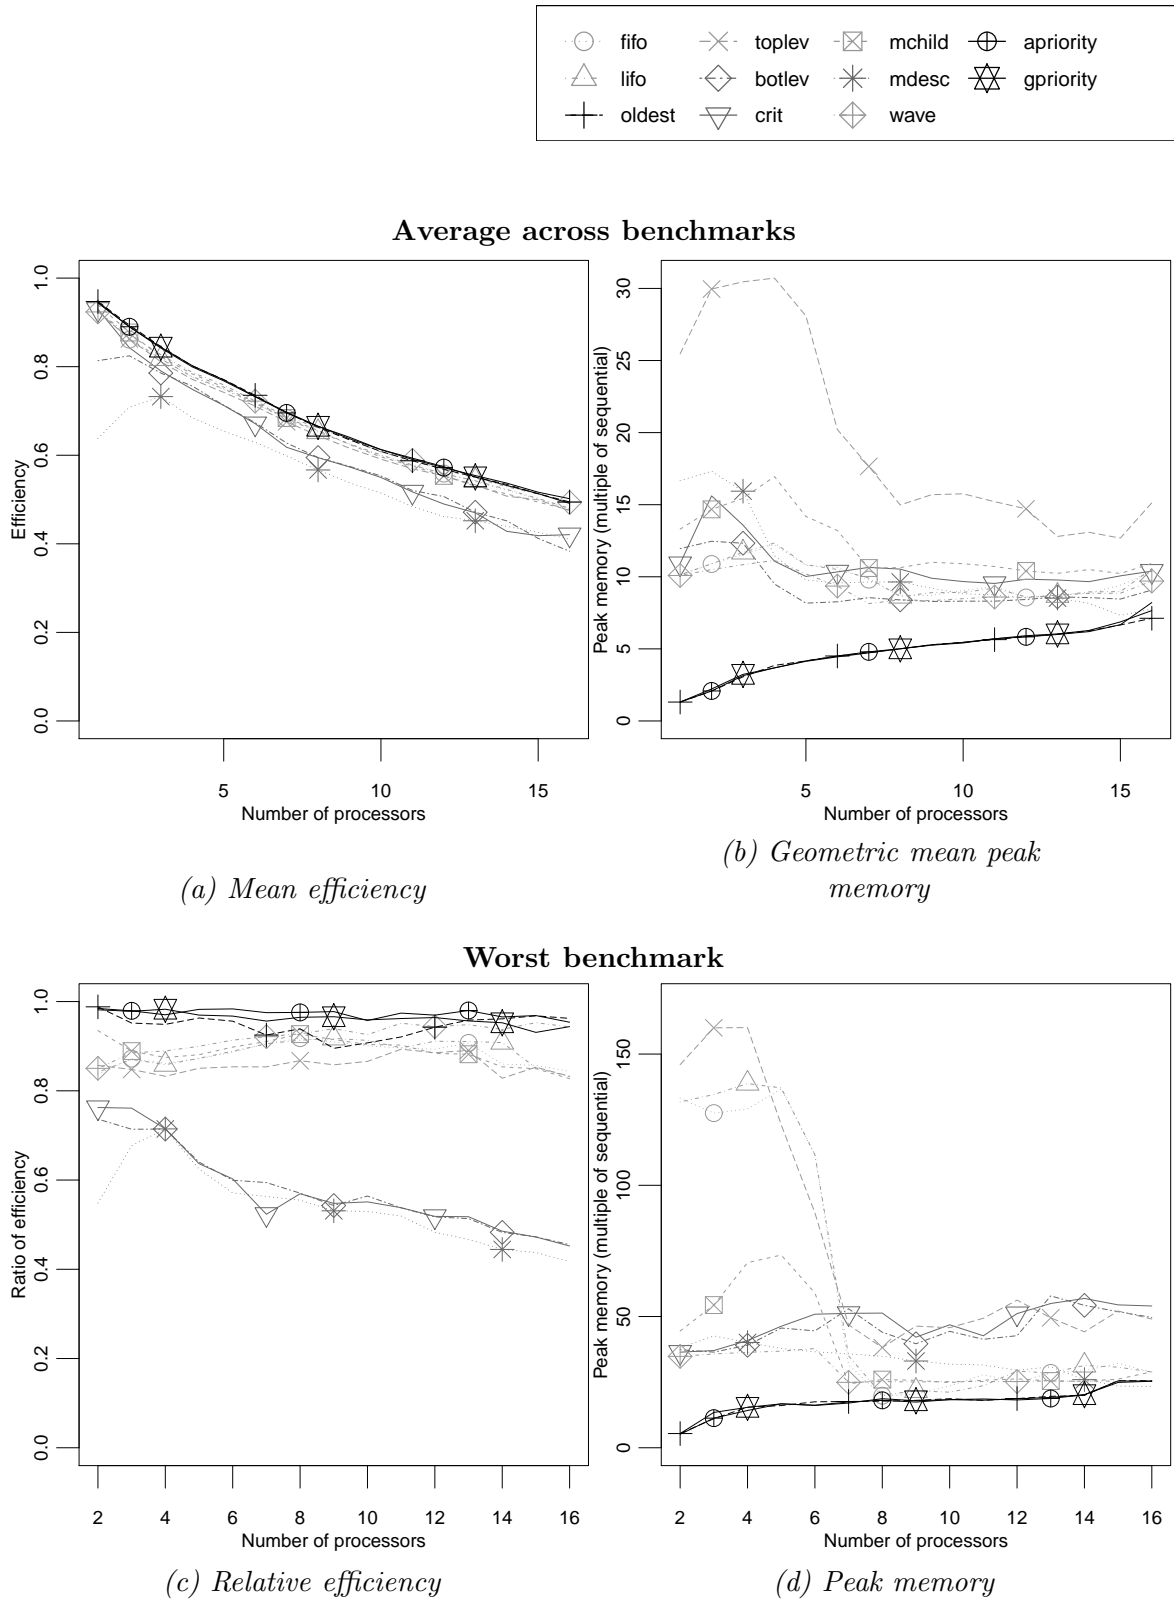 fifo toplev mchild apriority
lifo botlev mdesc gpriority
oldest crit wave
Average across benchmarks
Efficiency
0.0 0.2 0.4 0.6 0.8 1.0
5 10 15
Number of processors
(a) Mean efficiency
Peak memory (multiple of sequential)
0 5 10 15 20 25 30
5 10 15
Number of processors
(b) Geometric mean peak
memory
Worst benchmark
Ratio of efficiency
0.0 0.2 0.4 0.6 0.8 1.0
2 4 6 8 10 12 14 16
Number of processors
(c) Relative efficiency
Peak memory (multiple of sequential)
0 50 100 150
2 4 6 8 10 12 14 16
Number of processors
(d) Peak memory